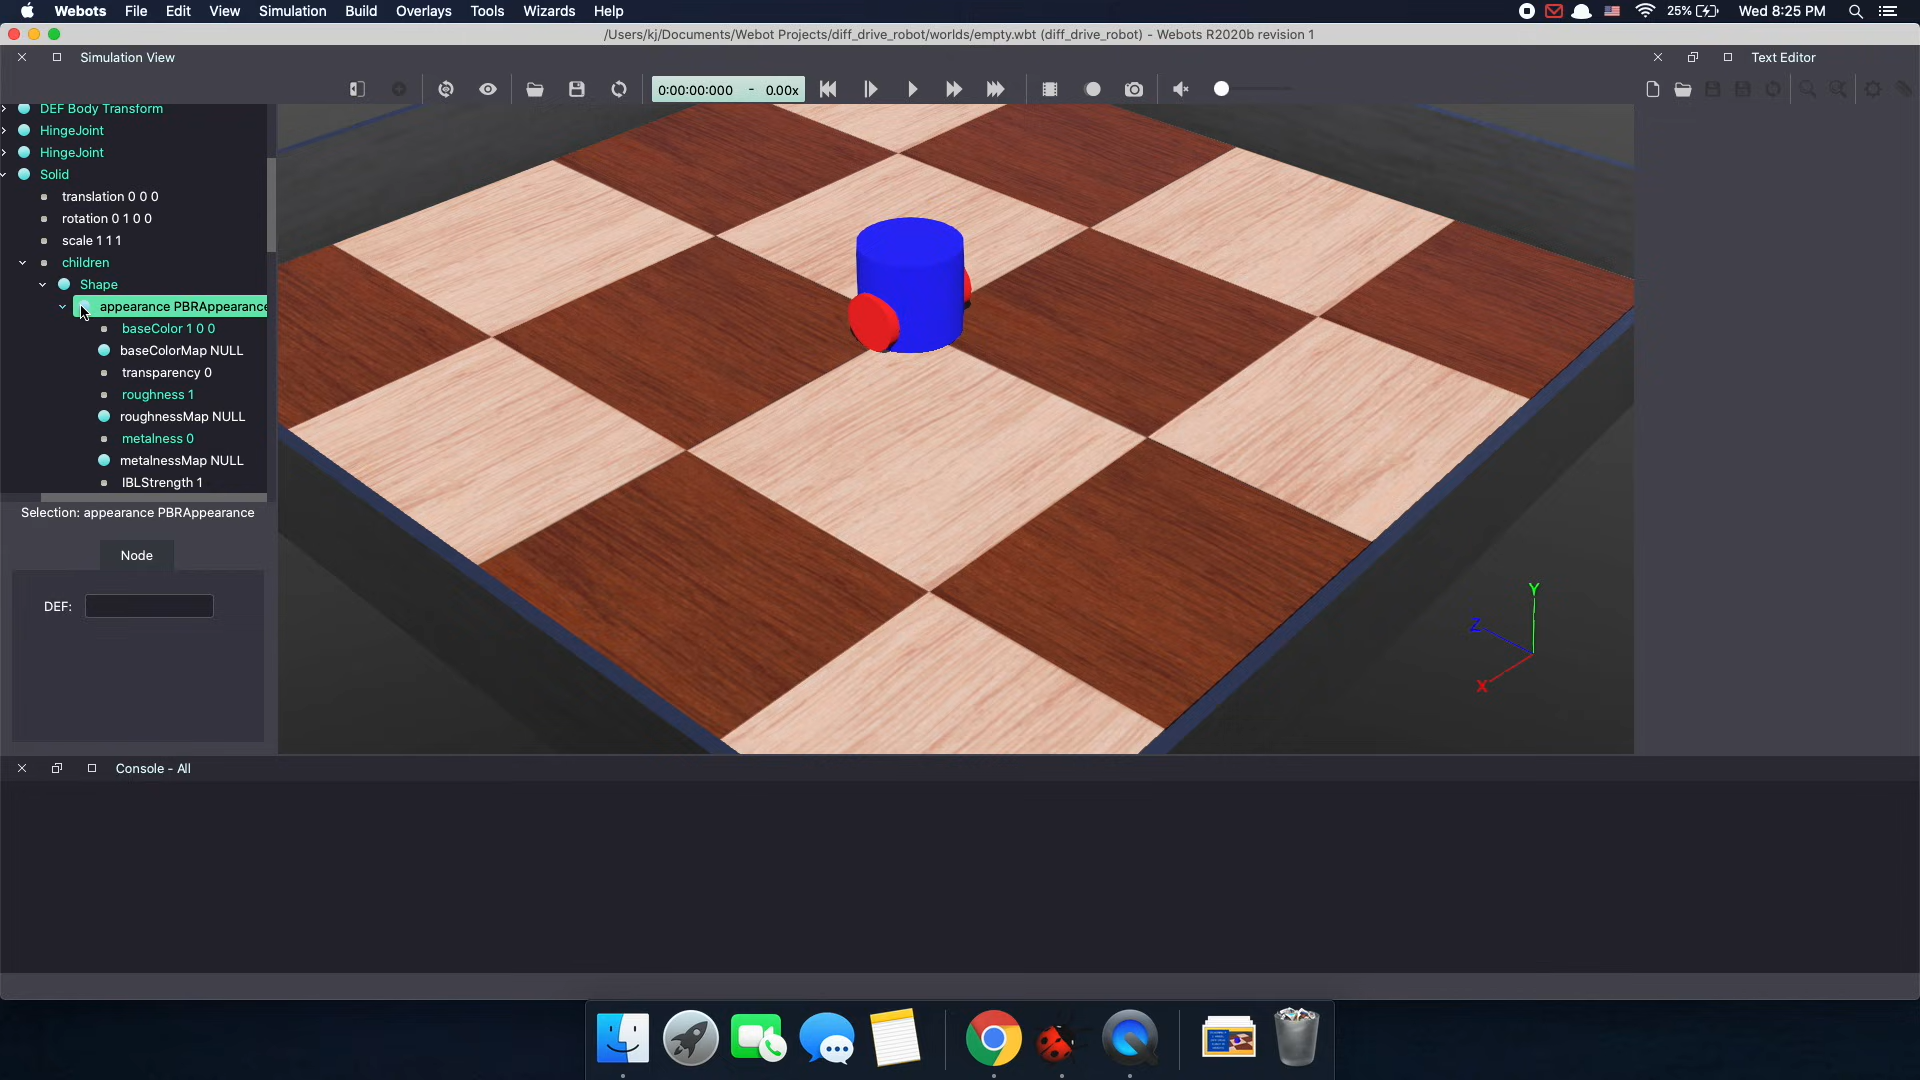 Webots File Edit View Simulation Build Overlays Tools Wizards Help 25% Wed 8:25 PM
/Users/kj/Documents/Webot Projects/diff_drive_robot/worlds/empty.wbt (diff_drive_robot) - Webots R2020b revision 1
Simulation View
Text Editor
0:00:00:000 - 0.00x
DEF Body Transform
HingeJoint
HingeJoint
Solid
translation 0 0 0
rotation 0 1 0 0
scale 1 1 1
children
Shape
appearance PBRAppearance
baseColor 1 0 0
baseColorMap NULL
transparency 0
roughness 1
roughnessMap NULL
metalness 0
metalnessMap NULL
IBLStrength 1
Selection: appearance PBRAppearance
Node
DEF:
Y
Z
X
Console - All